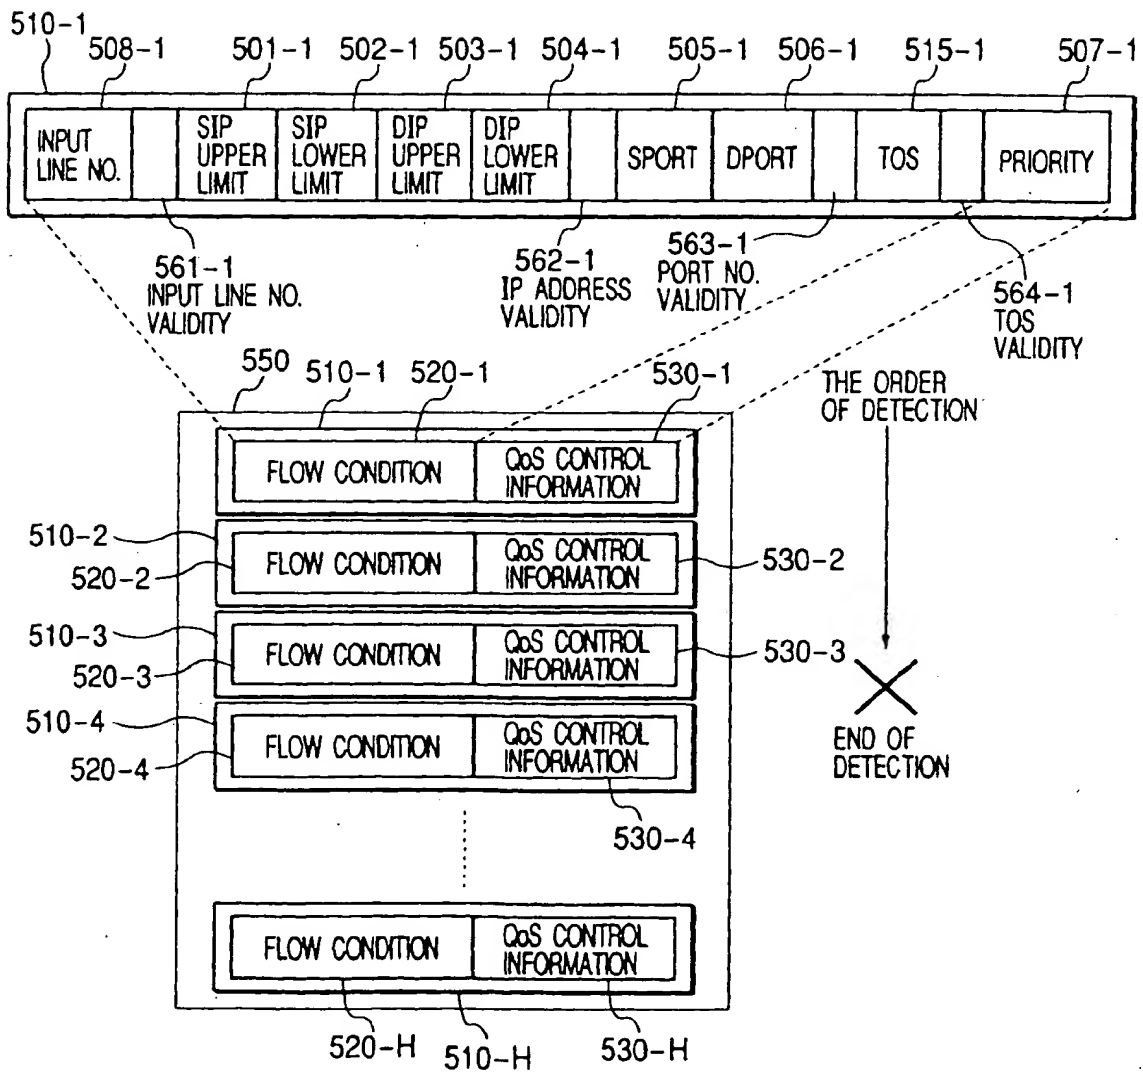 510-1
508-1
501-1
502-1
503-1
504-1
505-1
506-1
515-1
507-1
INPUT
LINE NO.
SIP
UPPER
LIMIT
SIP
LOWER
LIMIT
DIP
UPPER
LIMIT
DIP
LOWER
LIMIT
SPORT
DPORT
TOS
PRIORITY
561-1
INPUT LINE NO.
VALIDITY
562-1
IP ADDRESS
VALIDITY
563-1
PORT NO.
VALIDITY
564-1
TOS
VALIDITY
550
510-1
520-1
530-1
THE ORDER
OF DETECTION
FLOW CONDITION
QoS CONTROL
INFORMATION
510-2
520-2
FLOW CONDITION
QoS CONTROL
INFORMATION
530-2
510-3
520-3
FLOW CONDITION
QoS CONTROL
INFORMATION
530-3
510-4
520-4
FLOW CONDITION
QoS CONTROL
INFORMATION
530-4
END OF
DETECTION
FLOW CONDITION
QoS CONTROL
INFORMATION
520-H
510-H
530-H